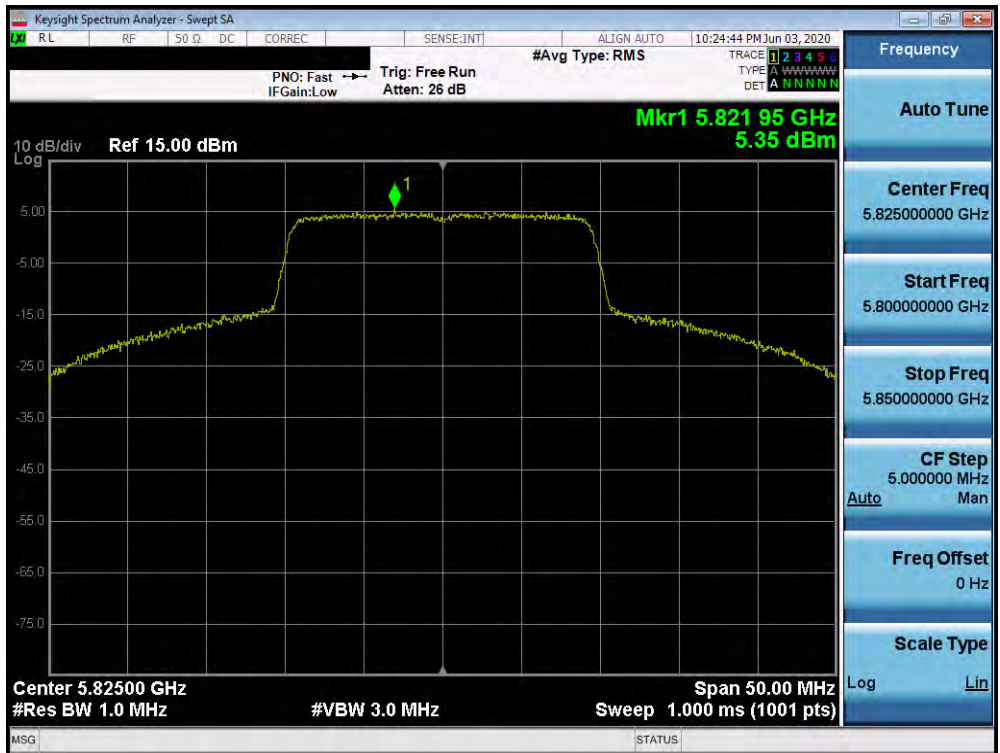 Keysight Spectrum Analyzer - Swept SA
LXI RL RF 50 Ω DC CORREC SENSE:INT ALIGN AUTO 10:24:44 PM Jun 03, 2020
#Avg Type: RMS TRACE 1 2 3 4 5 6
PNO: Fast Trig: Free Run TYPE A WWWWW
IFGain:Low Atten: 26 dB DET A N N N N N
Mkr1 5.821 95 GHz
5.35 dBm
10 dB/div Ref 15.00 dBm
Log
1
5.00
-5.00
-15.0
-25.0
-35.0
-45.0
-55.0
-65.0
-75.0
Center 5.82500 GHz Span 50.00 MHz
#Res BW 1.0 MHz #VBW 3.0 MHz Sweep 1.000 ms (1001 pts)
MSG STATUS
Frequency
Auto Tune
Center Freq
5.825000000 GHz
Start Freq
5.800000000 GHz
Stop Freq
5.850000000 GHz
CF Step
5.000000 MHz
Auto Man
Freq Offset
0 Hz
Scale Type
Log Lin